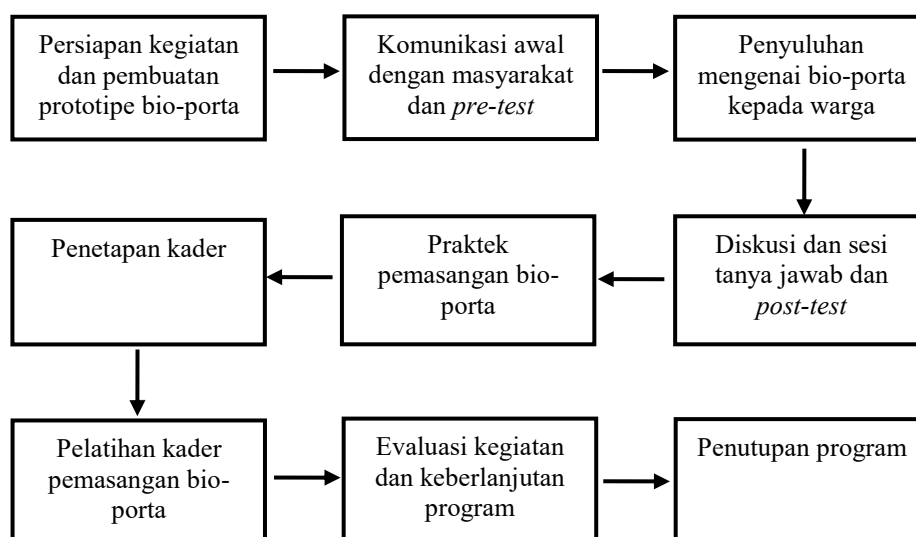 Persiapan kegiatan
dan pembuatan
prototipe bio-porta
Komunikasi awal
dengan masyarakat
dan pre-test
Penyuluhan
mengenai bio-porta
kepada warga
Diskusi dan sesi
tanya jawab dan
post-test
Praktek
pemasangan bio-
porta
Penetapan kader
Pelatihan kader
pemasangan bio-
porta
Evaluasi kegiatan
dan keberlanjutan
program
Penutupan program